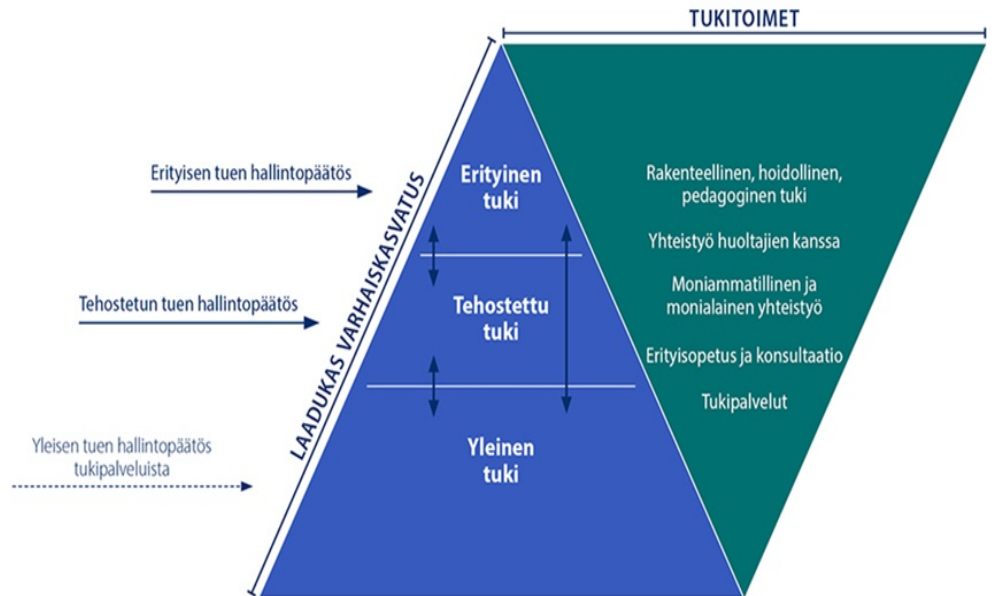 TUKITOIMET
Erityisen tuen hallintopäätös
Tehostetun tuen hallintopäätös
Yleisen tuen hallintopäätös
tukipalveluista
LAADUKAS VARHAISKASVATUS
Erityinen
tuki
Tehostettu
tuki
Yleinen
tuki
Rakenteellinen, hoidollinen,
pedagoginen tuki
Yhteistyö huoltajien kanssa
Moniammatillinen ja
monialainen yhteistyö
Erityisopetus ja konsultaatio
Tukipalvelut